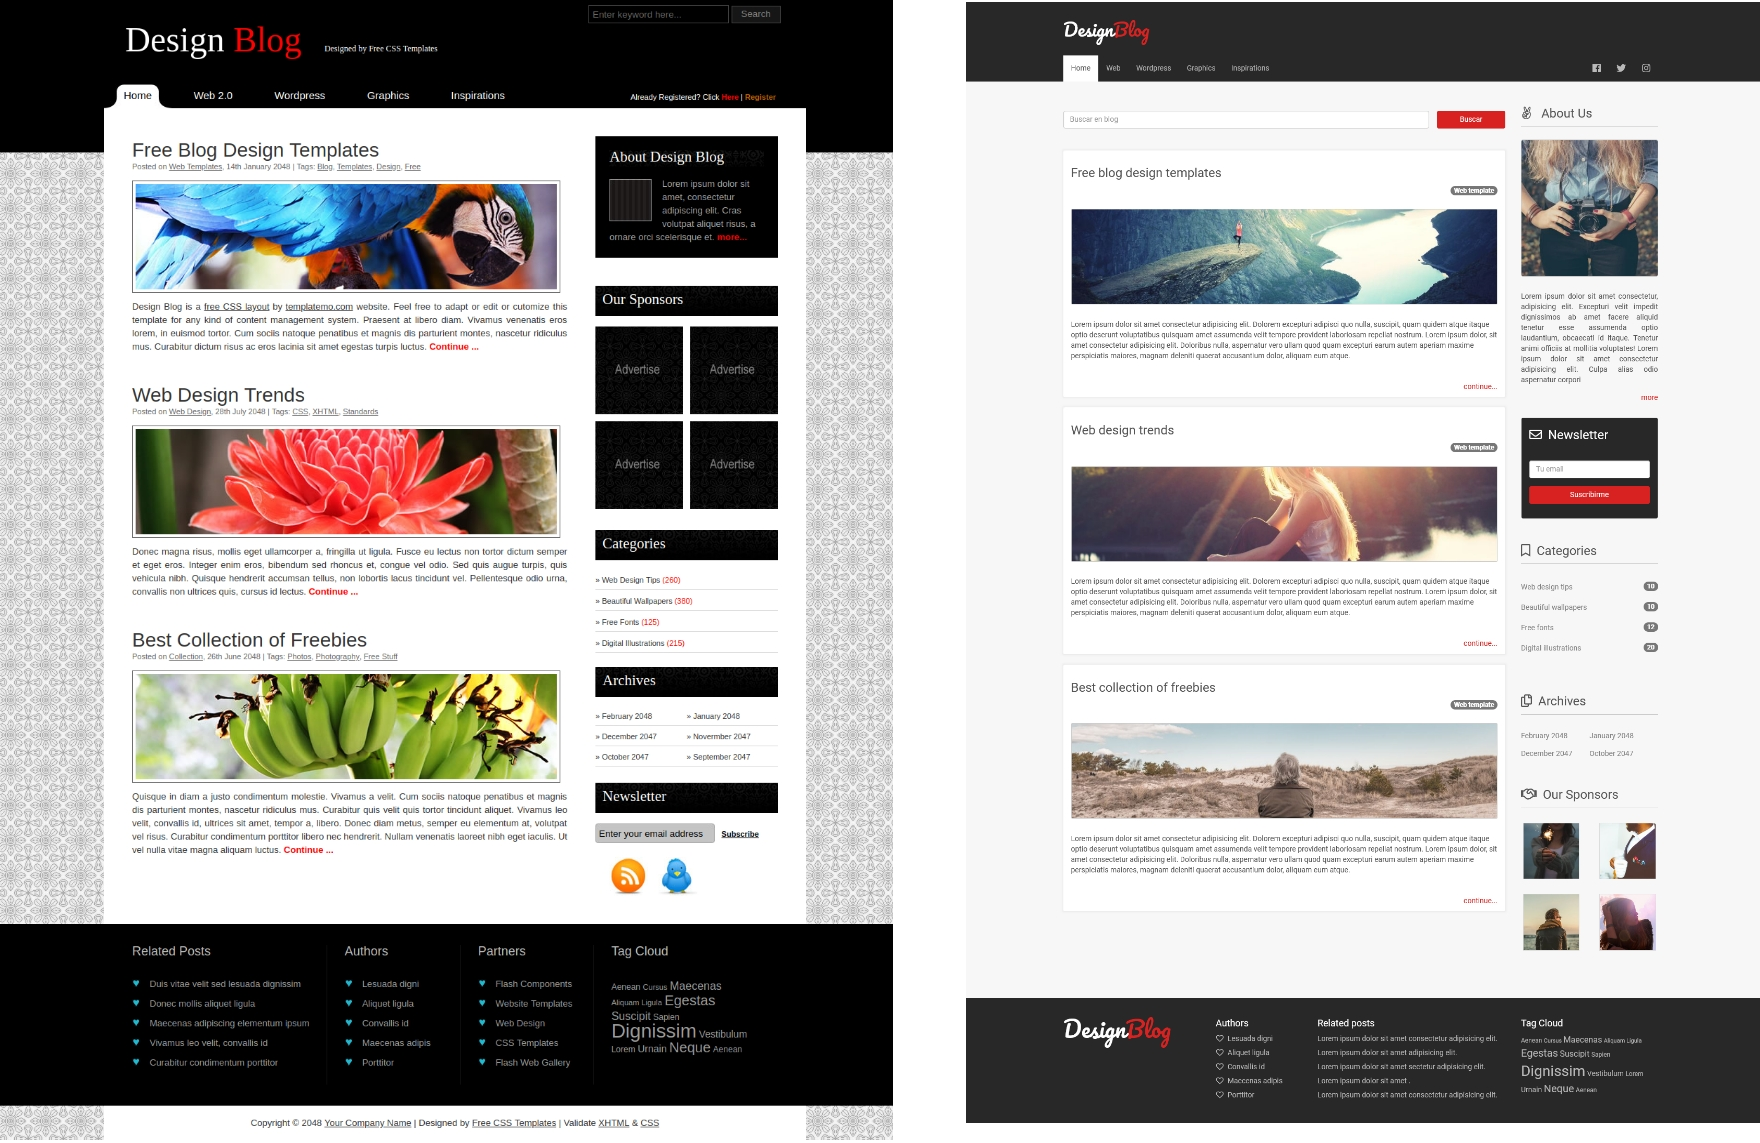 Enter keyword here...
Search
Design Blog
Designed by Free CSS Templates
Home
Web 2.0
Wordpress
Graphics
Inspirations
Already Registered? Click Here | Register
Free Blog Design Templates
Posted on Web Templates, 14th January 2048 | Tags: Blog, Templates, Design, Free
Design Blog is a free CSS layout by templatemo.com website. Feel free to adapt or edit or cutomize this
template for any kind of content management system. Praesent at libero diam. Vivamus venenatis eros
lorem, in euismod tortor. Cum sociis natoque penatibus et magnis dis parturient montes, nascetur ridiculus
mus. Curabitur dictum risus ac eros lacinia sit amet egestas turpis luctus. Continue ...
Web Design Trends
Posted on Web Design, 28th July 2048 | Tags: CSS, XHTML, Standards
Donec magna risus, mollis eget ullamcorper a, fringilla ut ligula. Fusce eu lectus non tortor dictum semper
et eget eros. Integer enim eros, bibendum sed rhoncus et, congue vel odio. Sed quis augue turpis, quis
vehicula nibh. Quisque hendrerit accumsan tellus, non lobortis lacus tincidunt vel. Pellentesque odio urna,
convallis non ultrices quis, cursus id lectus. Continue ...
Best Collection of Freebies
Posted on Collection, 26th June 2048 | Tags: Photos, Photography, Free Stuff
Quisque in diam a justo condimentum molestie. Vivamus a velit. Cum sociis natoque penatibus et magnis
dis parturient montes, nascetur ridiculus mus. Curabitur quis velit quis tortor tincidunt aliquet. Vivamus leo
velit, convallis id, ultrices sit amet, tempor a, libero. Donec diam metus, semper eu elementum at, volutpat
vel risus. Curabitur condimentum porttitor libero nec hendrerit. Nullam venenatis laoreet nibh eget iaculis. Ut
vel nulla vitae magna aliquam luctus. Continue ...
About Design Blog
Lorem ipsum dolor sit
amet, consectetur
adipiscing elit. Cras
volutpat aliquet risus, a
ornare orci scelerisque et. more...
Our Sponsors
Advertise
Advertise
Advertise
Advertise
Categories
» Web Design Tips (260)
» Beautiful Wallpapers (380)
» Free Fonts (125)
» Digital Illustrations (215)
Archives
» February 2048
» January 2048
» December 2047
» Novermber 2047
» October 2047
» September 2047
Newsletter
Enter your email address
Subscribe
Related Posts
Duis vitae velit sed lesuada dignissim
Donec mollis aliquet ligula
Maecenas adipiscing elementum ipsum
Vivamus leo velit, convallis id
Curabitur condimentum porttitor
Authors
Lesuada digni
Aliquet ligula
Convallis id
Maecenas adipis
Porttitor
Partners
Flash Components
Website Templates
Web Design
CSS Templates
Flash Web Gallery
Tag Cloud
Aenean Cursus Maecenas
Aliquam Ligula Egestas
Suscipit Sapien
Dignissim Vestibulum
Lorem Urnain Neque Aenean
Copyright © 2048 Your Company Name | Designed by Free CSS Templates | Validate XHTML & CSS
DesignBlog
Home
Web
Wordpress
Graphics
Inspirations
Buscar en blog
Buscar
Free blog design templates
Web template
Lorem ipsum dolor sit amet consectetur adipisicing elit. Dolorem excepturi adipisci quo nulla, suscipit, quam quidem atque itaque
optio deserunt voluptatibus quisquam amet assumenda velit tempore provident laboriosam repellat nostrum. Lorem ipsum dolor, sit
amet consectetur adipisicing elit. Doloribus nulla, aspernatur vero ullam quod quam excepturi earum autem aperiam maxime
perspiciatis maiores, magnam deleniti quaerat accusantium dolor, aliquam eum atque.
continue...
Web design trends
Web template
Lorem ipsum dolor sit amet consectetur adipisicing elit. Dolorem excepturi adipisci quo nulla, suscipit, quam quidem atque itaque
optio deserunt voluptatibus quisquam amet assumenda velit tempore provident laboriosam repellat nostrum. Lorem ipsum dolor, sit
amet consectetur adipisicing elit. Doloribus nulla, aspernatur vero ullam quod quam excepturi earum autem aperiam maxime
perspiciatis maiores, magnam deleniti quaerat accusantium dolor, aliquam eum atque.
continue...
Best collection of freebies
Web template
Lorem ipsum dolor sit amet consectetur adipisicing elit. Dolorem excepturi adipisci quo nulla, suscipit, quam quidem atque itaque
optio deserunt voluptatibus quisquam amet assumenda velit tempore provident laboriosam repellat nostrum. Lorem ipsum dolor, sit
amet consectetur adipisicing elit. Doloribus nulla, aspernatur vero ullam quod quam excepturi earum autem aperiam maxime
perspiciatis maiores, magnam deleniti quaerat accusantium dolor, aliquam eum atque.
continue...
About Us
Lorem ipsum dolor sit amet consectetur,
adipisicing elit. Excepturi velit impedit
dignissimos ab amet facere aliquid
tenetur esse assumenda optio
laudantium, obcaecati id itaque. Tenetur
animi officiis at mollitia voluptates! Lorem
ipsum dolor sit amet consectetur
adipisicing elit. Culpa alias odio
aspernatur corpori
more
Newsletter
Tu email
Suscribirme
Categories
Web design tips 10
Beautiful wallpapers 10
Free fonts 12
Digital Illustrations 20
Archives
February 2048
January 2048
December 2047
October 2047
Our Sponsors
DesignBlog
Authors
Lesuada digni
Aliquet ligula
Convallis id
Maecenas adipis
Porttitor
Related posts
Lorem ipsum dolor sit amet consectetur adipisicing elit.
Lorem ipsum dolor sit amet adipisicing elit.
Lorem ipsum dolor sit amet sectetur adipisicing elit.
Lorem ipsum dolor sit amet .
Lorem ipsum dolor sit amet consectetur adipisicing elit.
Tag Cloud
Aenean Cursus Maecenas Aliquam Ligula
Egestas Suscipit Sapien
Dignissim Vestibulum Lorem
Urnain Neque Aenean